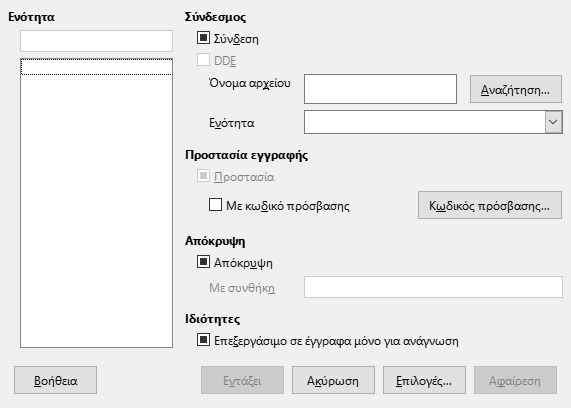 Ενότητα
Σύνδεσμος
Σύνδεση
DDE
Όνομα αρχείου
Αναζήτηση...
Ενότητα
Προστασία εγγραφής
Προστασία
Με κωδικό πρόσβασης
Κωδικός πρόσβασης...
Απόκρυψη
Απόκρυψη
Με συνθήκη
Ιδιότητες
Επεξεργάσιμο σε έγγραφα μόνο για ανάγνωση
Βοήθεια
Εντάξει
Ακύρωση
Επιλογές...
Αφαίρεση